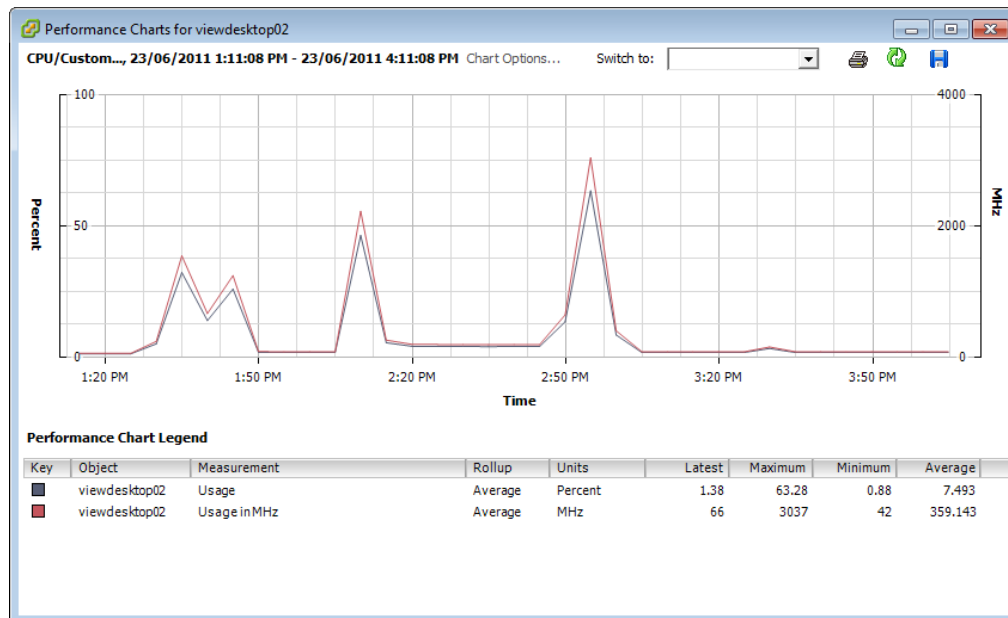 Performance Charts for viewdesktop02
CPU/Custom..., 23/06/2011 1:11:08 PM - 23/06/2011 4:11:08 PM Chart Options... Switch to:
100 4000
Percent
MHz
50 2000
0 0
1:20 PM 1:50 PM 2:20 PM 2:50 PM 3:20 PM 3:50 PM
Time
Performance Chart Legend
Key Object Measurement Rollup Units Latest Maximum Minimum Average
viewdesktop02 Usage Average Percent 1.38 63.28 0.88 7.493
viewdesktop02 Usage in MHz Average MHz 66 3037 42 359.143